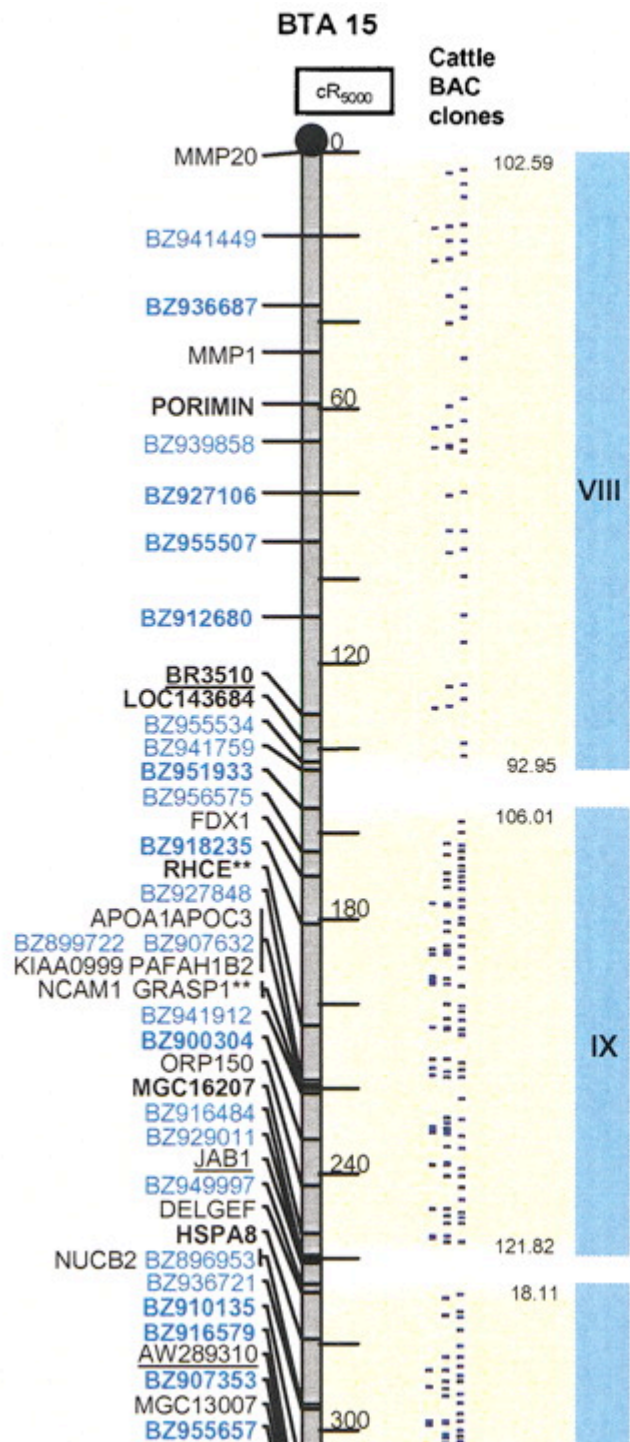 BTA 15
cR5000
Cattle
BAC
clones
0
MMP20
102.59
BZ941449
BZ936687
MMP1
PORIMIN
60
BZ939858
BZ927106
VIII
BZ955507
BZ912680
120
BR3510
LOC143684
BZ955534
BZ941759
BZ951933
92.95
BZ956575
106.01
FDX1
BZ918235
RHCE**
BZ927848
180
APOA1APOC3
BZ899722 BZ907632
KIAA0999 PAFAH1B2
NCAM1 GRASP1**
BZ941912
BZ900304
IX
ORP150
MGC16207
BZ916484
BZ929011
JAB1
240
BZ949997
DELGEF
HSPA8
121.82
NUCB2 BZ896953
BZ936721
18.11
BZ910135
BZ916579
AW289310
BZ907353
MGC13007
300
BZ955657